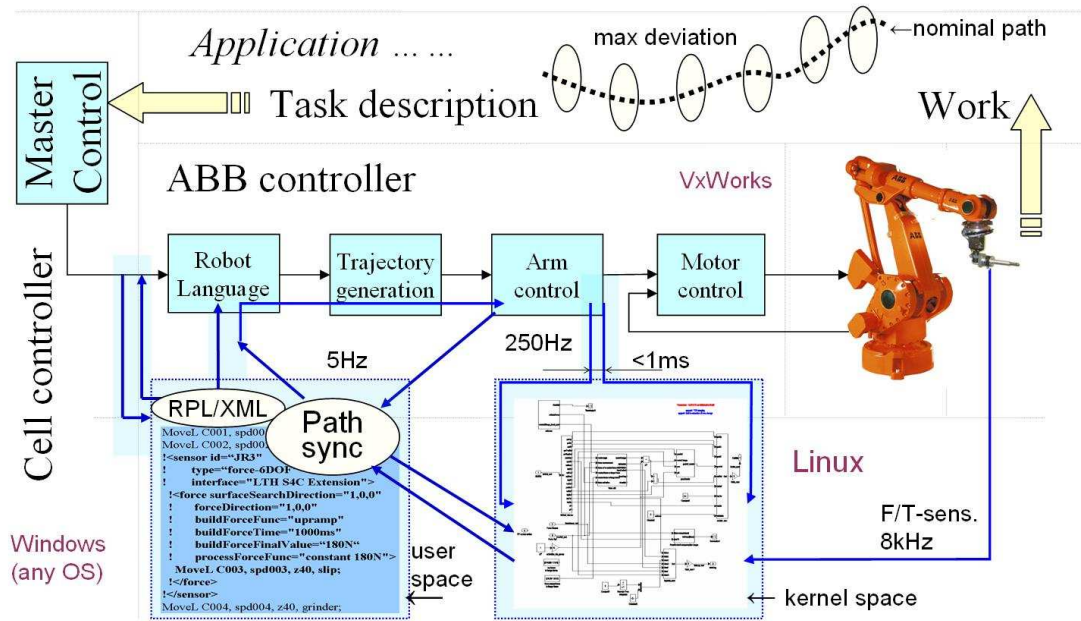 Application ... ...
max deviation
←nominal path
Master
Control
Task description
Work
ABB controller
VxWorks
Cell controller
Robot
Language
Trajectory
generation
Arm
control
Motor
control
ABB
5Hz
250Hz
<1ms
RPL/XML
Path
sync
MoveL C001, spd00
MoveL C002, spd00
!<sensor id="JR3"
! type="force-6DOF
! interface="LTH S4C Extension">
!<force surfaceSearchDirection="1,0,0"
! forceDirection="1,0,0"
! buildForceFunc="upramp"
! buildForceTime="1000ms"
! buildForceFinalValue="180N"
! processForceFunc="constant 180N">
MoveL C003, spd003, z40, slip;
!</force>
!</sensor>
MoveL C004, spd004, z40, grinder;
Windows
(any OS)
user
space
Linux
F/T-sens.
8kHz
kernel space